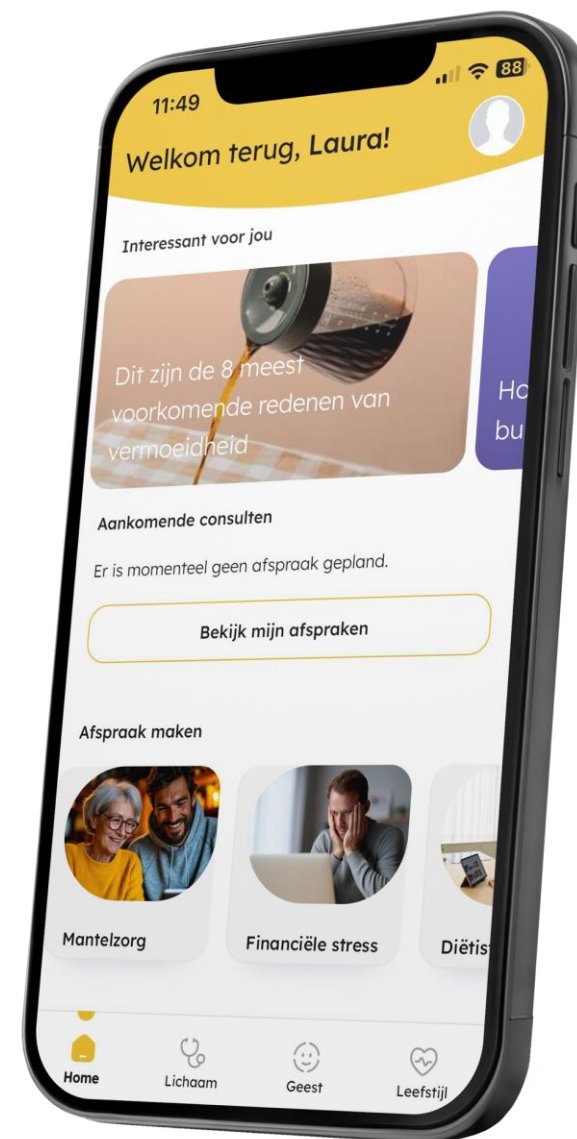 11:49
88
Welkom terug, Laura!
Interessant voor jou
Dit zijn de 8 meest
voorkomende redenen van
vermoeidheid
Aankomende consulten
Er is momenteel geen afspraak gepland.
Bekijk mijn afspraken
Afspraak maken
Mantelzorg
Financiële stress
Home
Lichaam
Geest
Leefstijl